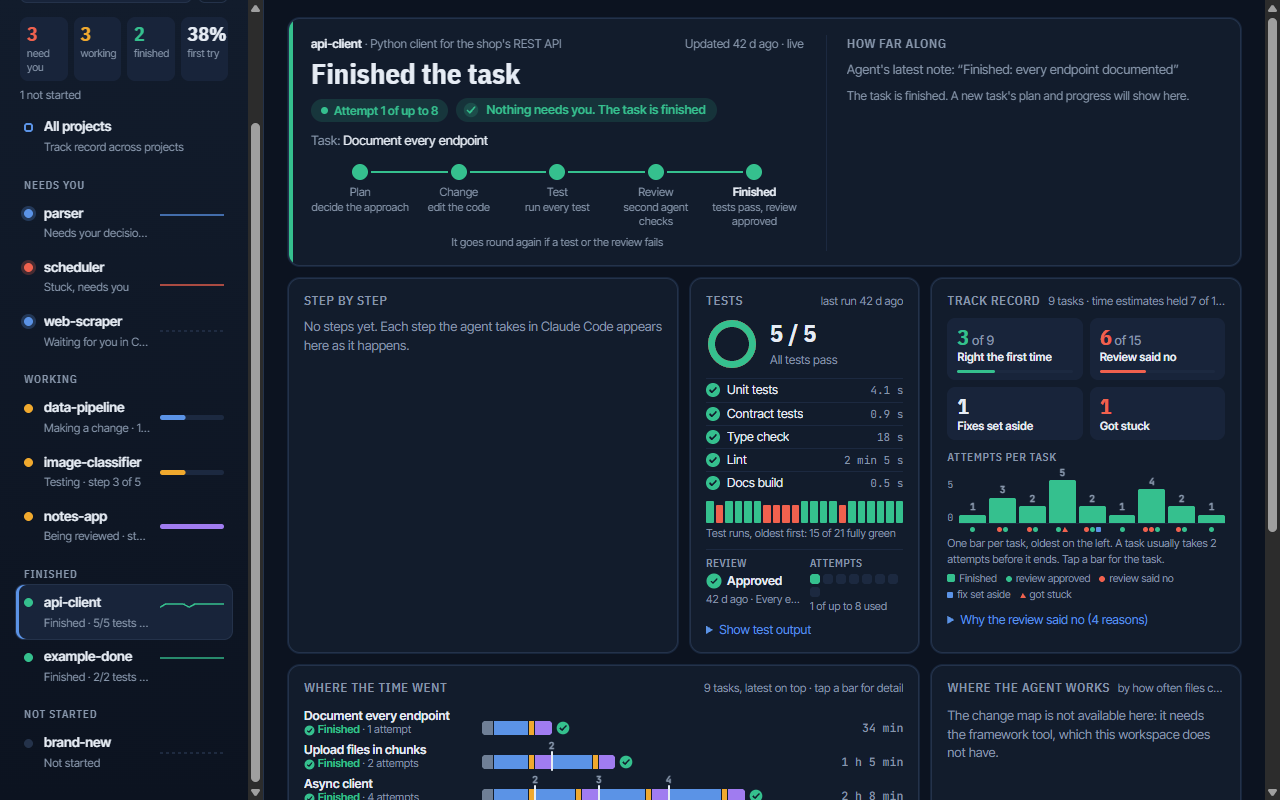 3
need you
3
working
2
finished
38%
first try
1 not started
All projects
Track record across projects
NEEDS YOU
parser
Needs your decisio...
scheduler
Stuck, needs you
web-scraper
Waiting for you in C...
WORKING
data-pipeline
Making a change · 1...
image-classifier
Testing · step 3 of 5
notes-app
Being reviewed · st...
FINISHED
api-client
Finished · 5/5 tests ...
example-done
Finished · 2/2 tests ...
NOT STARTED
brand-new
Not started
api-client · Python client for the shop's REST API
Updated 42 d ago · live
Finished the task
Attempt 1 of up to 8
Nothing needs you. The task is finished
Task: Document every endpoint
Plan
decide the approach
Change
edit the code
Test
run every test
Review
second agent
checks
Finished
tests pass, review
approved
It goes round again if a test or the review fails
HOW FAR ALONG
Agent's latest note: “Finished: every endpoint documented”
The task is finished. A new task's plan and progress will show here.
STEP BY STEP
No steps yet. Each step the agent takes in Claude Code appears
here as it happens.
TESTS
last run 42 d ago
5 / 5
All tests pass
Unit tests 4.1 s
Contract tests 0.9 s
Type check 18 s
Lint 2 min 5 s
Docs build 0.5 s
Test runs, oldest first: 15 of 21 fully green
REVIEW
Approved
42 d ago · Every e...
ATTEMPTS
1 of up to 8 used
Show test output
TRACK RECORD
9 tasks · time estimates held 7 of 1...
3 of 9
Right the first time
6 of 15
Review said no
1
Fixes set aside
1
Got stuck
ATTEMPTS PER TASK
5
0
1 3 2 5 2 1 4 2 1
One bar per task, oldest on the left. A task usually takes 2
attempts before it ends. Tap a bar for the task.
Finished review approved review said no
fix set aside got stuck
Why the review said no (4 reasons)
WHERE THE TIME WENT
9 tasks, latest on top · tap a bar for detail
Document every endpoint
Finished · 1 attempt
34 min
Upload files in chunks
Finished · 2 attempts
2
1 h 5 min
Async client
Finished · 4 attempts
2 3 4
2 h 8 min
WHERE THE AGENT WORKS
by how often files c...
The change map is not available here: it needs
the framework tool, which this workspace does
not have.